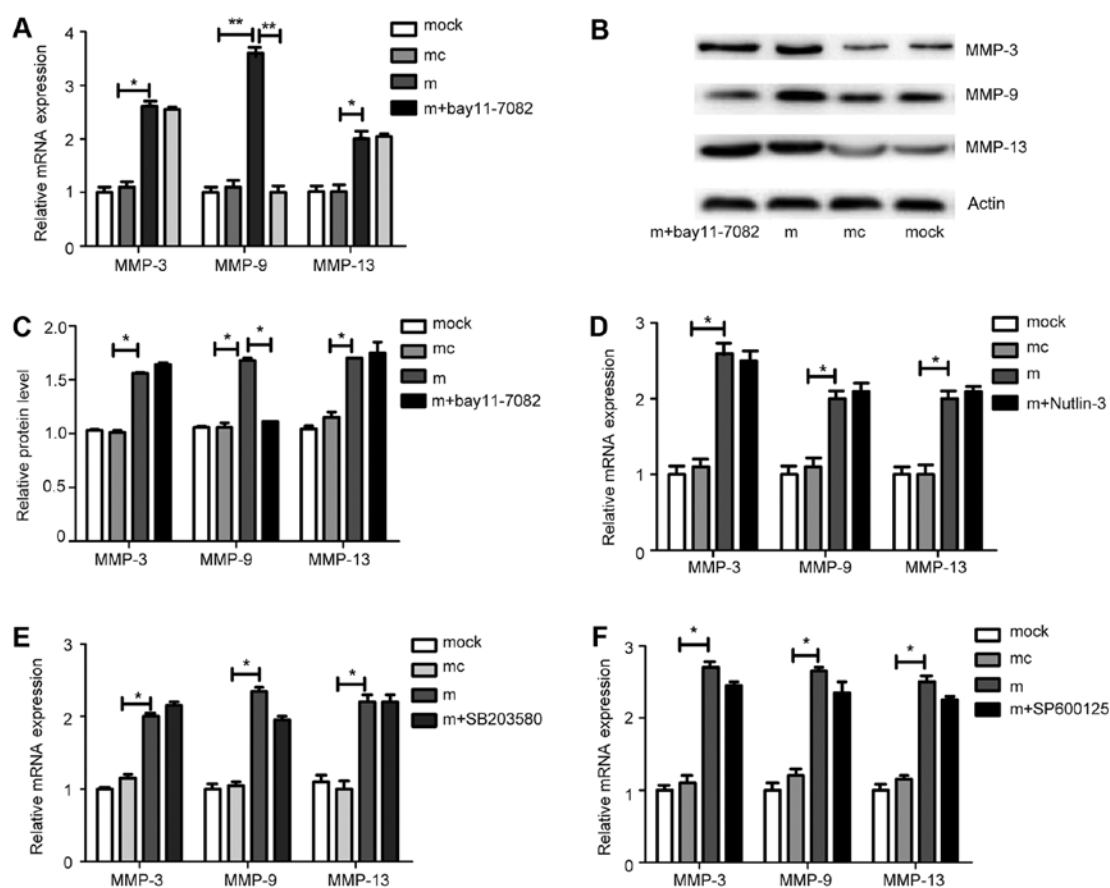 A
Relative mRNA expression
4
3
2
1
0
* ** ** *
MMP-3 MMP-9 MMP-13
mock
mc
m
m+bay11-7082
B
MMP-3
MMP-9
MMP-13
Actin
m+bay11-7082 m mc mock
C
Relative protein level
2.0
1.5
1.0
0.5
0
* * * *
MMP-3 MMP-9 MMP-13
mock
mc
m
m+bay11-7082
D
Relative mRNA expression
3
2
1
0
* * *
MMP-3 MMP-9 MMP-13
mock
mc
m
m+Nutlin-3
E
Relative mRNA expression
3
2
1
0
* * *
MMP-3 MMP-9 MMP-13
mock
mc
m
m+SB203580
F
Relative mRNA expression
3
2
1
0
* * *
MMP-3 MMP-9 MMP-13
mock
mc
m
m+SP600125